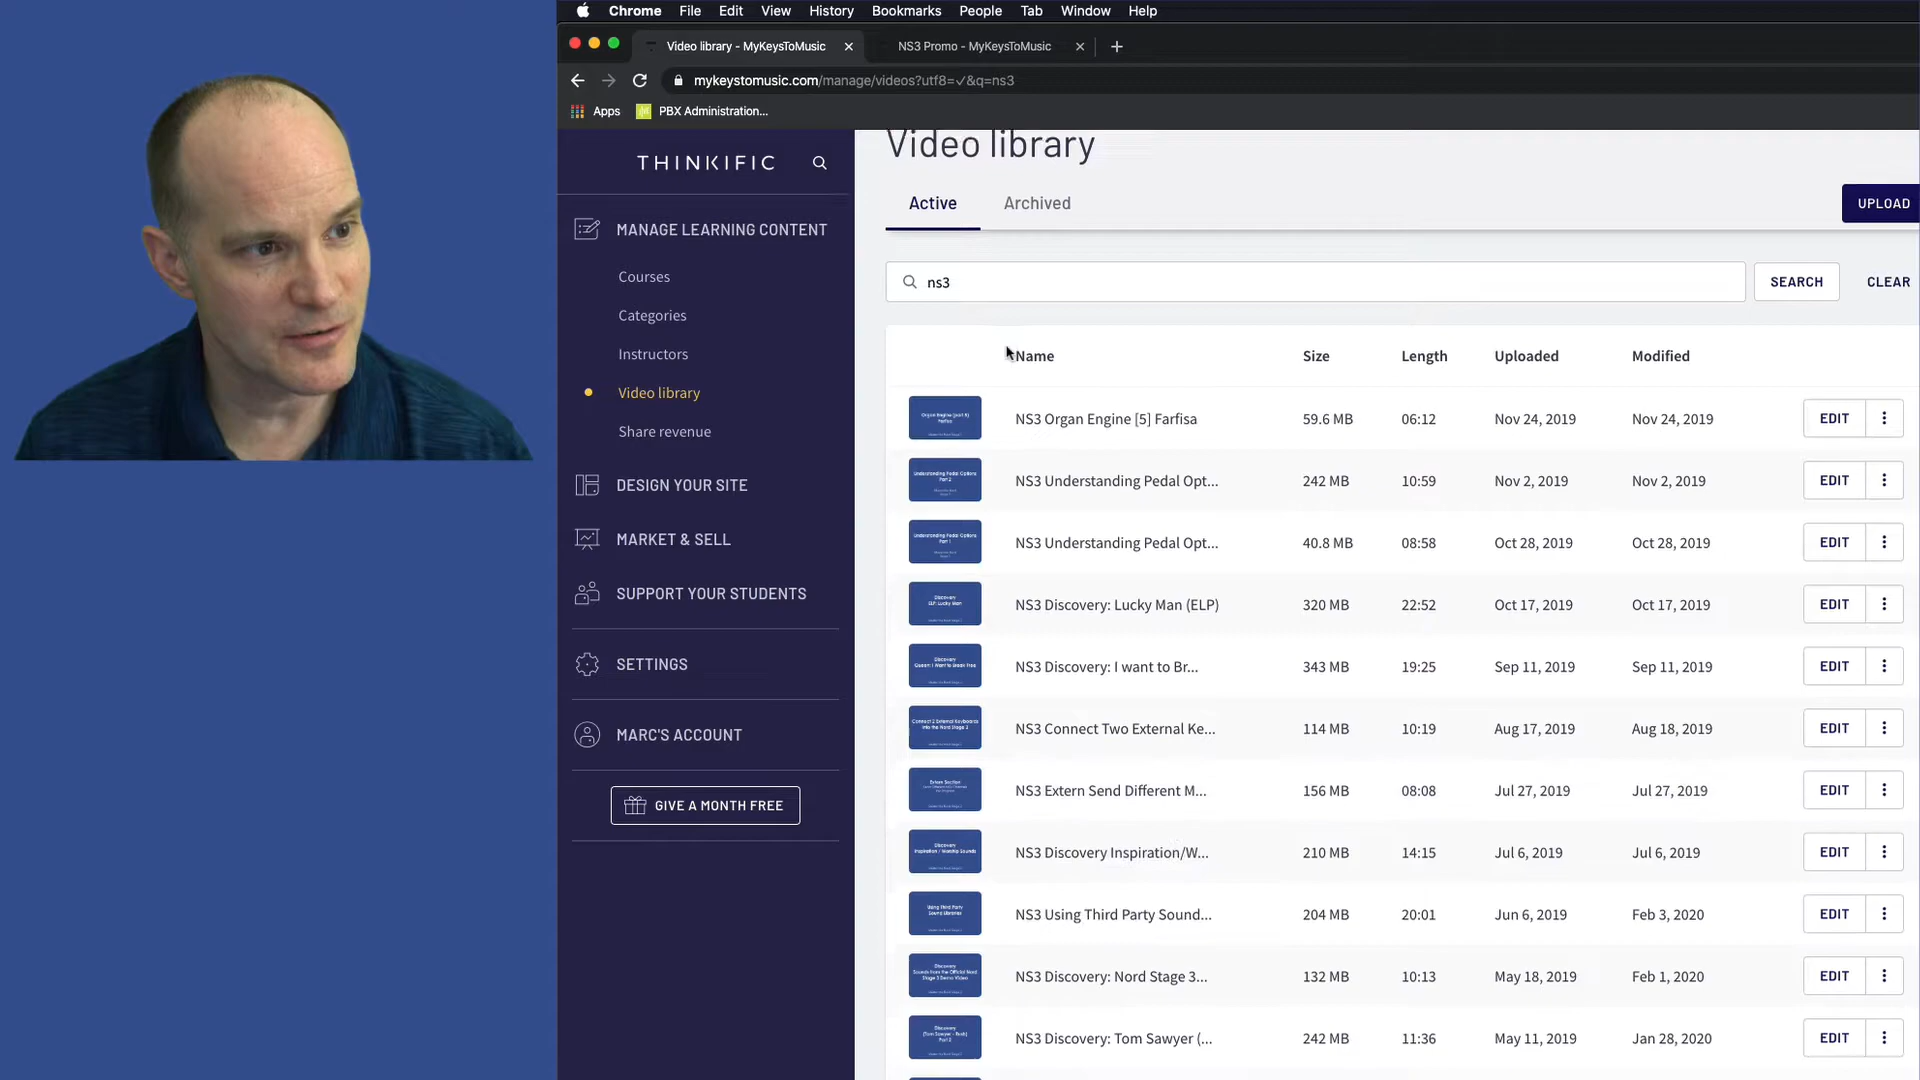 Chrome File Edit View History Bookmarks People Tab Window Help
Video library - MyKeysToMusic
NS3 Promo - MyKeysToMusic
mykeystomusic.com/manage/videos?utf8=✓&q=ns3
Apps
PBX Administration...
THINKIFIC
MANAGE LEARNING CONTENT
Courses
Categories
Instructors
Video library
Share revenue
DESIGN YOUR SITE
MARKET & SELL
SUPPORT YOUR STUDENTS
SETTINGS
MARC'S ACCOUNT
GIVE A MONTH FREE
Video library
Active Archived
UPLOAD
ns3
SEARCH CLEAR
Name Size Length Uploaded Modified
NS3 Organ Engine [5] Farfisa 59.6 MB 06:12 Nov 24, 2019 Nov 24, 2019 EDIT
NS3 Understanding Pedal Opt... 242 MB 10:59 Nov 2, 2019 Nov 2, 2019 EDIT
NS3 Understanding Pedal Opt... 40.8 MB 08:58 Oct 28, 2019 Oct 28, 2019 EDIT
NS3 Discovery: Lucky Man (ELP) 320 MB 22:52 Oct 17, 2019 Oct 17, 2019 EDIT
NS3 Discovery: I want to Br... 343 MB 19:25 Sep 11, 2019 Sep 11, 2019 EDIT
NS3 Connect Two External Ke... 114 MB 10:19 Aug 17, 2019 Aug 18, 2019 EDIT
NS3 Extern Send Different M... 156 MB 08:08 Jul 27, 2019 Jul 27, 2019 EDIT
NS3 Discovery Inspiration/W... 210 MB 14:15 Jul 6, 2019 Jul 6, 2019 EDIT
NS3 Using Third Party Sound... 204 MB 20:01 Jun 6, 2019 Feb 3, 2020 EDIT
NS3 Discovery: Nord Stage 3... 132 MB 10:13 May 18, 2019 Feb 1, 2020 EDIT
NS3 Discovery: Tom Sawyer (... 242 MB 11:36 May 11, 2019 Jan 28, 2020 EDIT